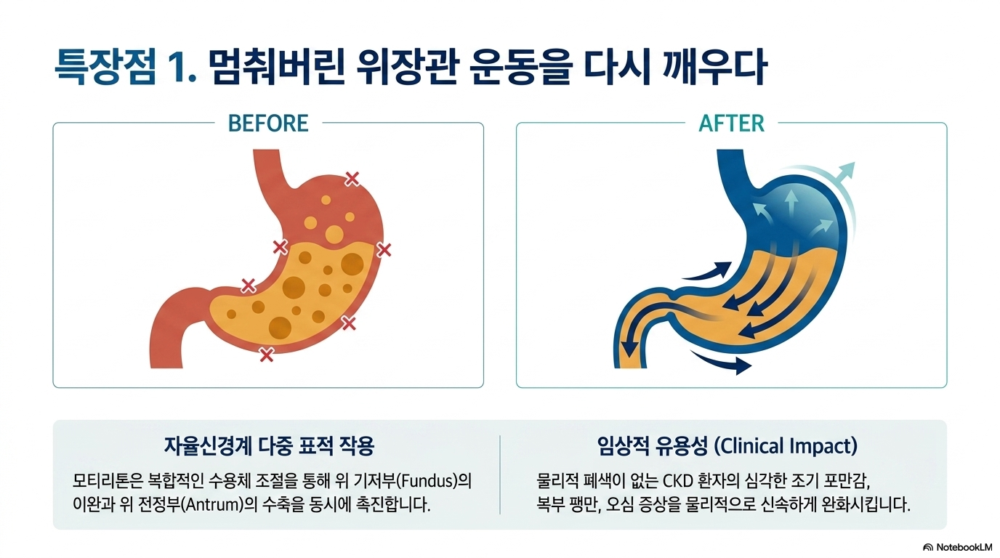 특장점 1. 멈춰버린 위장관 운동을 다시 깨우다
BEFORE
AFTER
자율신경계 다중 표적 작용
모티리톤은 복합적인 수용체 조절을 통해 위 기저부(Fundus)의
이완과 위 전정부(Antrum)의 수축을 동시에 촉진합니다.
임상적 유용성 (Clinical Impact)
물리적 폐색이 없는 CKD 환자의 심각한 조기 포만감,
복부 팽만, 오심 증상을 물리적으로 신속하게 완화시킵니다.
NotebookLM